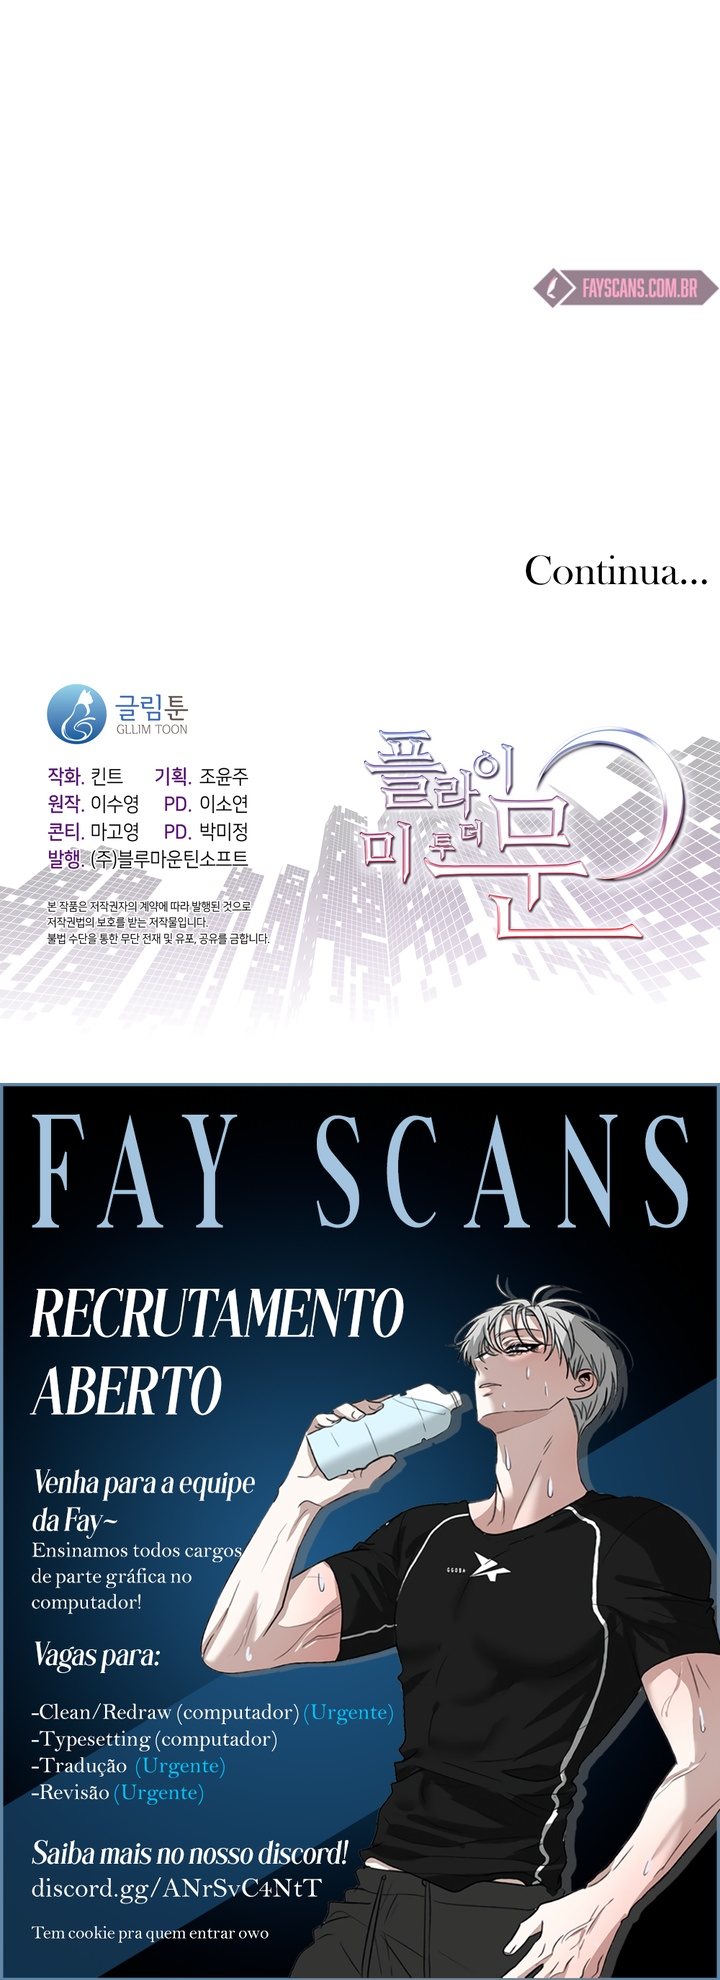 FAYSCANS.COM.BR
Continua...
글림툰
GLLIM TOON
작화. 킨트 기획. 조윤주
원작. 이수영 PD. 이소연
콘티. 마고영 PD. 박미정
발행. (주)블루마운틴소프트
본 작품은 저작권자의 계약에 따라 발행된 것으로
저작권법의 보호를 받는 저작물입니다.
불법 수단을 통한 무단 전재 및 유포, 공유를 금합니다.
플라이
미 투 더 문
FAY SCANS
RECRUTAMENTO
ABERTO
Venha para a equipe
da Fay~
Ensinamos todos cargos
de parte gráfica no
computador!
Vagas para:
-Clean/Redraw (computador) (Urgente)
-Typesetting (computador)
-Tradução (Urgente)
-Revisão (Urgente)
Saiba mais no nosso discord!
discord.gg/ANrSvC4NtT
Tem cookie pra quem entrar owo